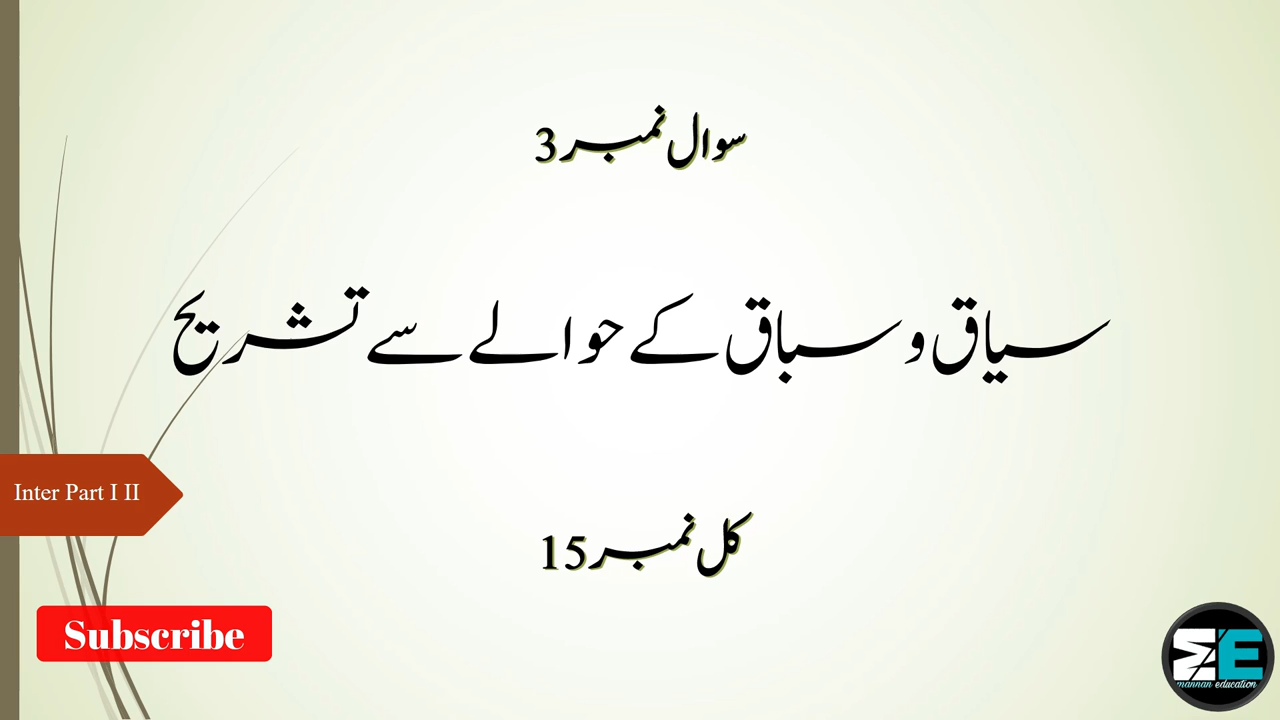 سوال نمبر 3
سیاق و سباق کے حوالے سے تشریح
Inter Part I II
کل نمبر 15
Subscribe
mannan education